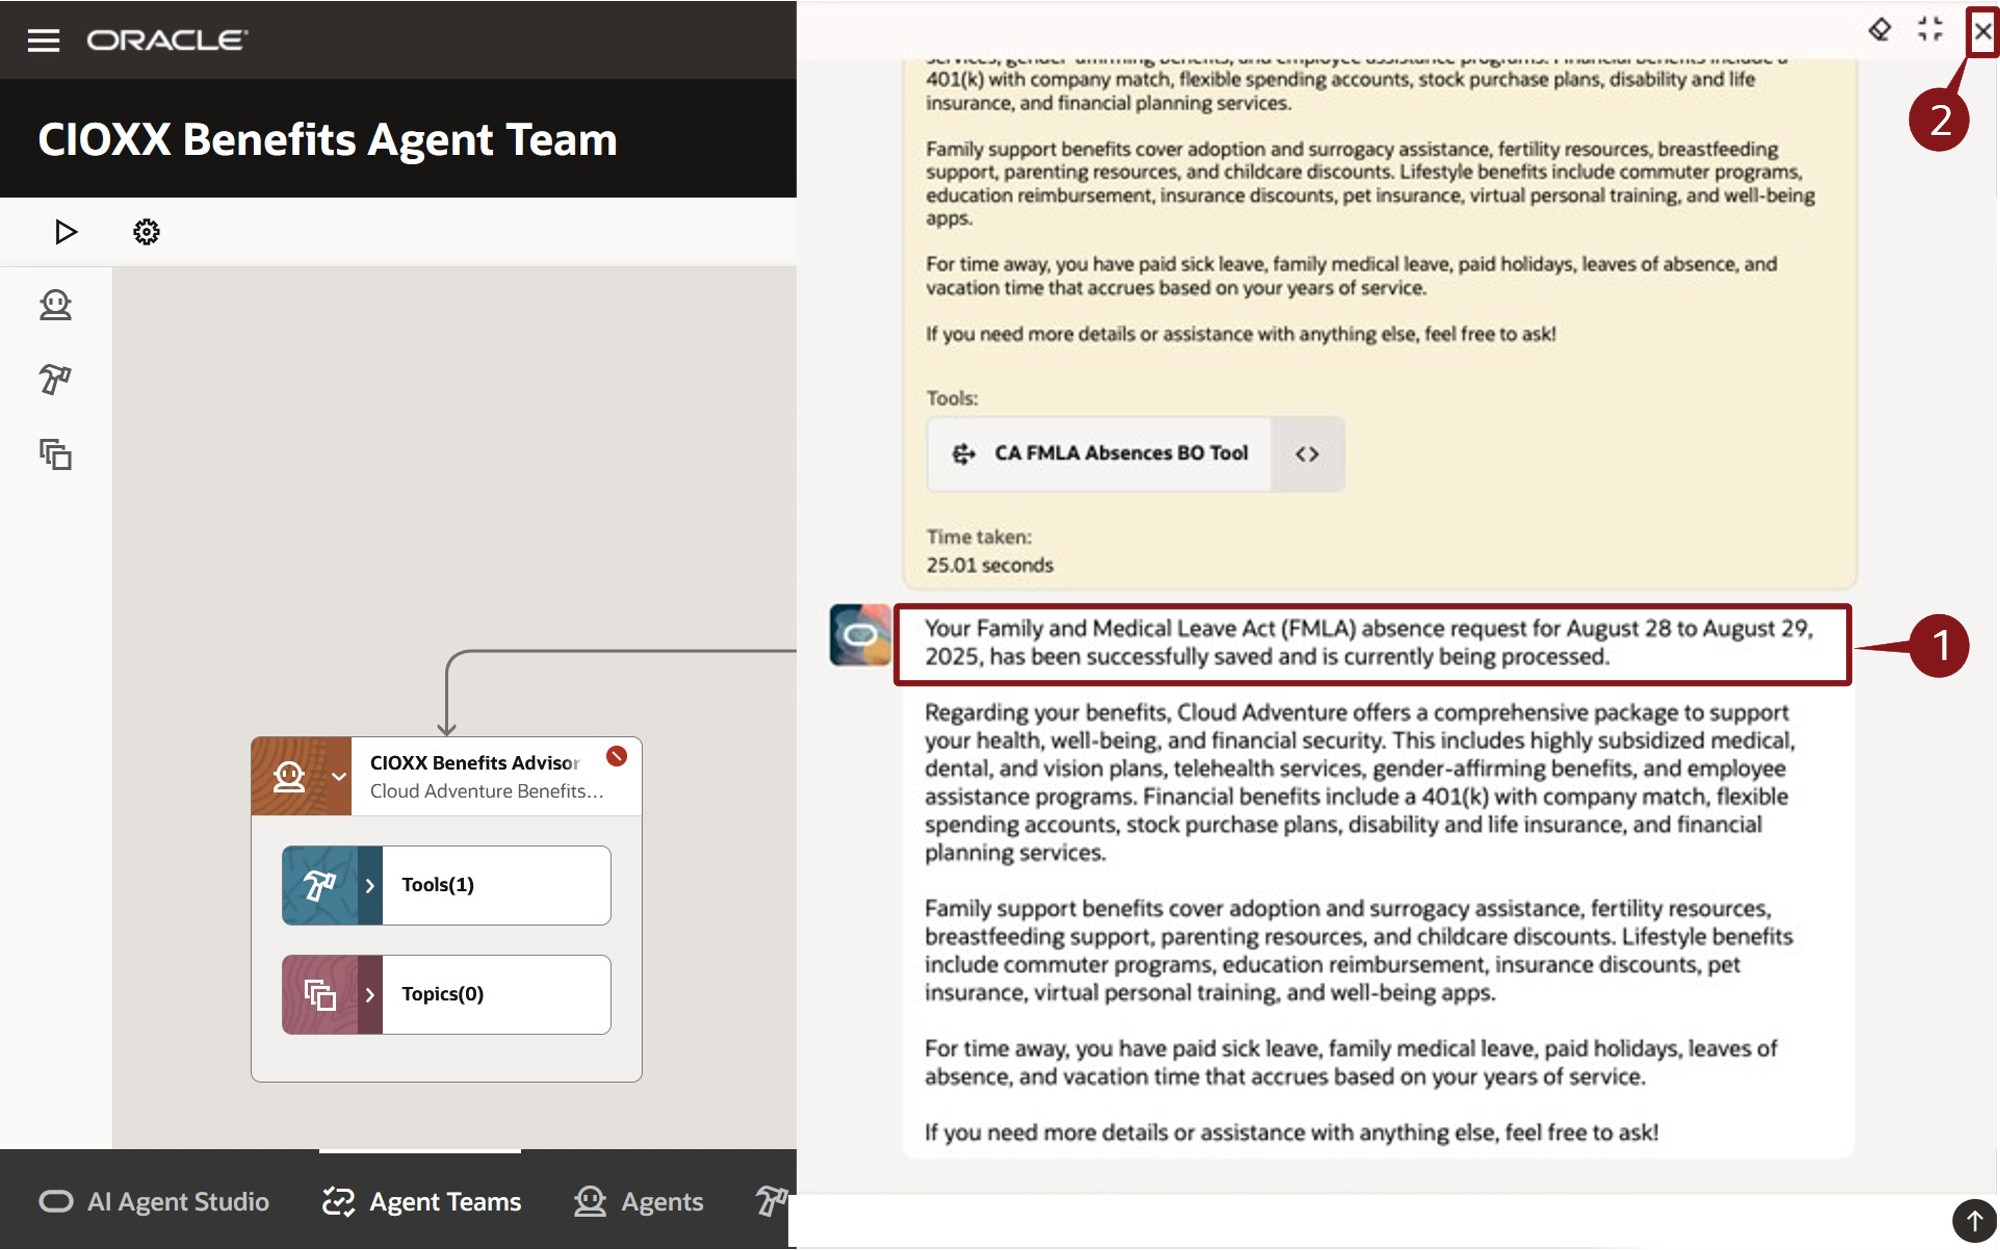 ORACLE
CIOXX Benefits Agent Team
services, gender-affirming benefits, and employee assistance programs. Financial benefits include a
401(k) with company match, flexible spending accounts, stock purchase plans, disability and life
insurance, and financial planning services.
Family support benefits cover adoption and surrogacy assistance, fertility resources, breastfeeding
support, parenting resources, and childcare discounts. Lifestyle benefits include commuter programs,
education reimbursement, insurance discounts, pet insurance, virtual personal training, and well-being
apps.
For time away, you have paid sick leave, family medical leave, paid holidays, leaves of absence, and
vacation time that accrues based on your years of service.
If you need more details or assistance with anything else, feel free to ask!
Tools:
CA FMLA Absences BO Tool
<>
Time taken:
25.01 seconds
Your Family and Medical Leave Act (FMLA) absence request for August 28 to August 29,
2025, has been successfully saved and is currently being processed.
Regarding your benefits, Cloud Adventure offers a comprehensive package to support
your health, well-being, and financial security. This includes highly subsidized medical,
dental, and vision plans, telehealth services, gender-affirming benefits, and employee
assistance programs. Financial benefits include a 401(k) with company match, flexible
spending accounts, stock purchase plans, disability and life insurance, and financial
planning services.
Family support benefits cover adoption and surrogacy assistance, fertility resources,
breastfeeding support, parenting resources, and childcare discounts. Lifestyle benefits
include commuter programs, education reimbursement, insurance discounts, pet
insurance, virtual personal training, and well-being apps.
For time away, you have paid sick leave, family medical leave, paid holidays, leaves of
absence, and vacation time that accrues based on your years of service.
If you need more details or assistance with anything else, feel free to ask!
1
2
CIOXX Benefits Advisor
Cloud Adventure Benefits...
Tools(1)
Topics(0)
AI Agent Studio
Agent Teams
Agents